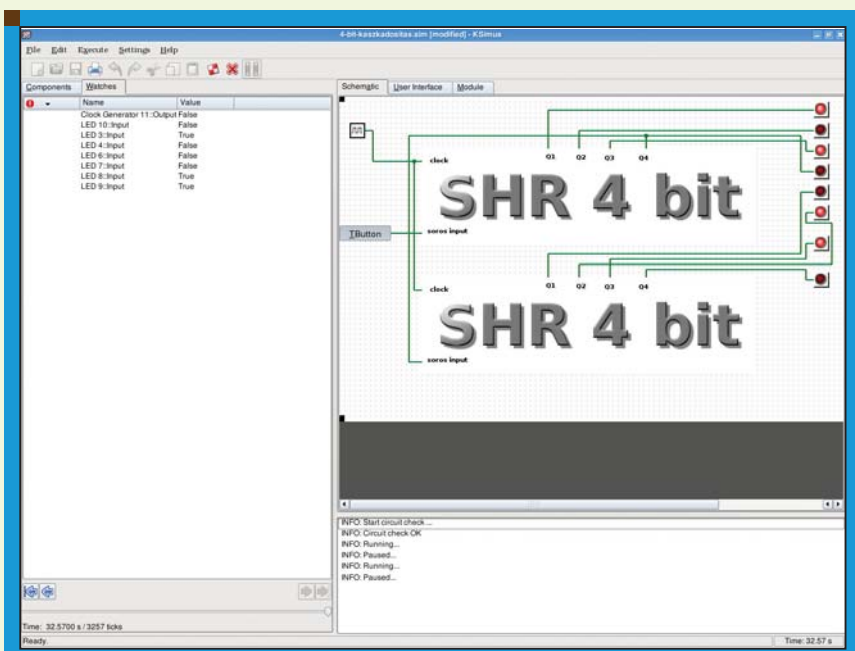 4-bit-kaszkadositas.sim [modified] - KSimus
File Edit Execute Settings Help
Components Watches
Name Value
Clock Generator 11::Output False
LED 10::Input False
LED 3::Input True
LED 4::Input False
LED 6::Input False
LED 7::Input False
LED 8::Input True
LED 9::Input True
Time: 32.5700 s / 3257 ticks
Ready.
Schematic User Interface Module
clock Q1 Q2 Q3 Q4
SHR 4 bit
TButton soros input
clock Q1 Q2 Q3 Q4
SHR 4 bit
soros input
INFO: Start circuit check ...
INFO: Circuit check OK
INFO: Running...
INFO: Paused...
INFO: Running...
INFO: Paused...
Time: 32.57 s